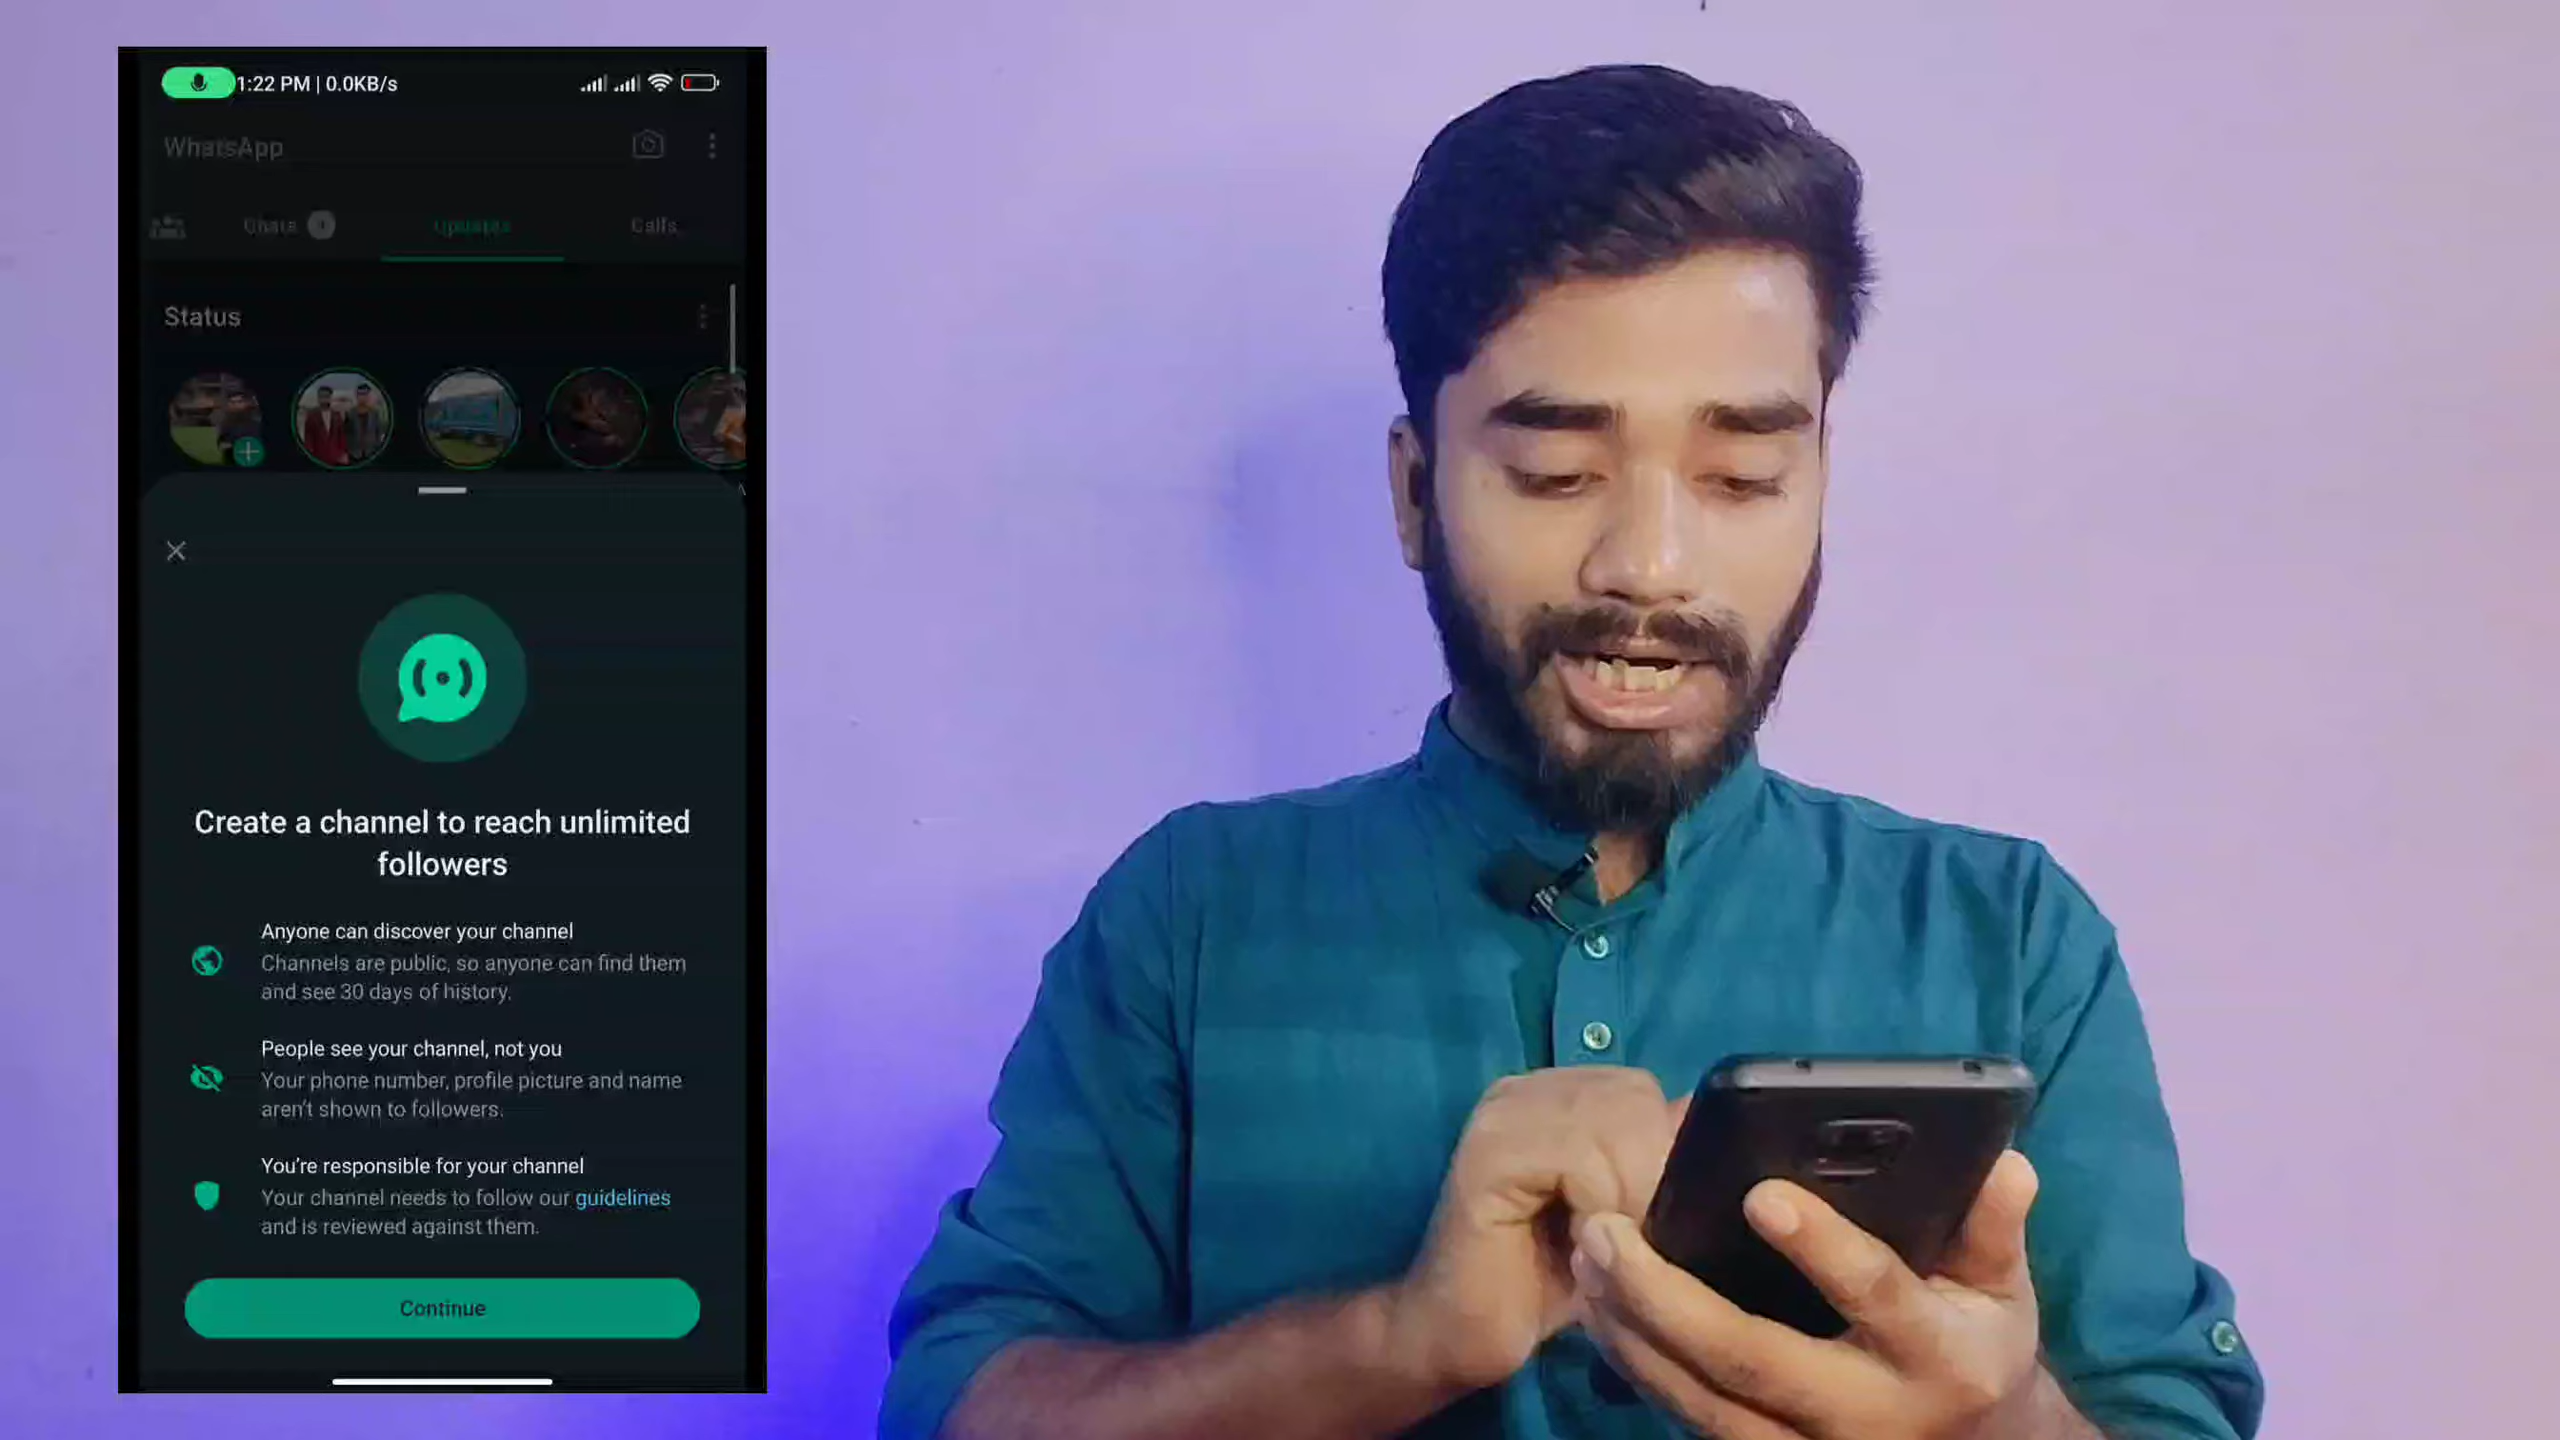 1:22 PM | 0.0KB/s
WhatsApp
Chats Updates Calls
Status
Create a channel to reach unlimited
followers
Anyone can discover your channel
Channels are public, so anyone can find them
and see 30 days of history.
People see your channel, not you
Your phone number, profile picture and name
aren't shown to followers.
You're responsible for your channel
Your channel needs to follow our guidelines
and is reviewed against them.
Continue